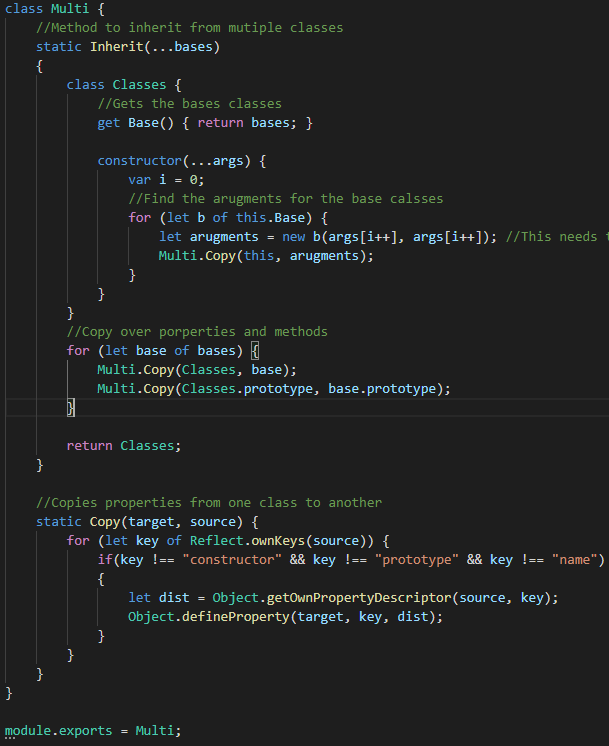 class Multi {
    //Method to inherit from mutiple classes
    static Inherit(...bases)
    {
        class Classes {
            //Gets the bases classes
            get Base() { return bases; }

            constructor(...args) {
                var i = 0;
                //Find the arugments for the base calsses
                for (let b of this.Base) {
                    let arugments = new b(args[i++], args[i++]); //This needs
                    Multi.Copy(this, arugments);
                }
            }
        }
        //Copy over porperties and methods
        for (let base of bases) {
            Multi.Copy(Classes, base);
            Multi.Copy(Classes.prototype, base.prototype);
        }

        return Classes;
    }

    //Copies properties from one class to another
    static Copy(target, source) {
        for (let key of Reflect.ownKeys(source)) {
            if(key !== "constructor" && key !== "prototype" && key !== "name")
            {
                let dist = Object.getOwnPropertyDescriptor(source, key);
                Object.defineProperty(target, key, dist);
            }
        }
    }
}

module.exports = Multi;